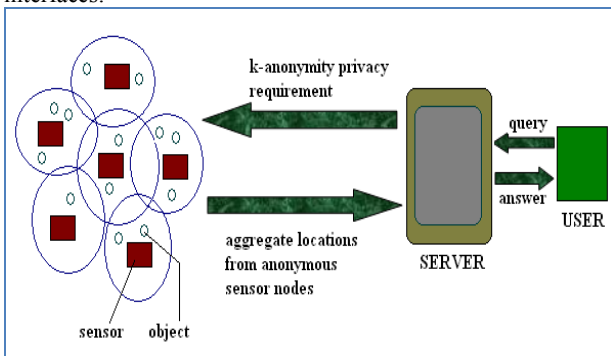 interfaces.
k-anonymity privacy
requirement
query
answer
USER
SERVER
aggregate locations
from anonymous
sensor nodes
sensor
object